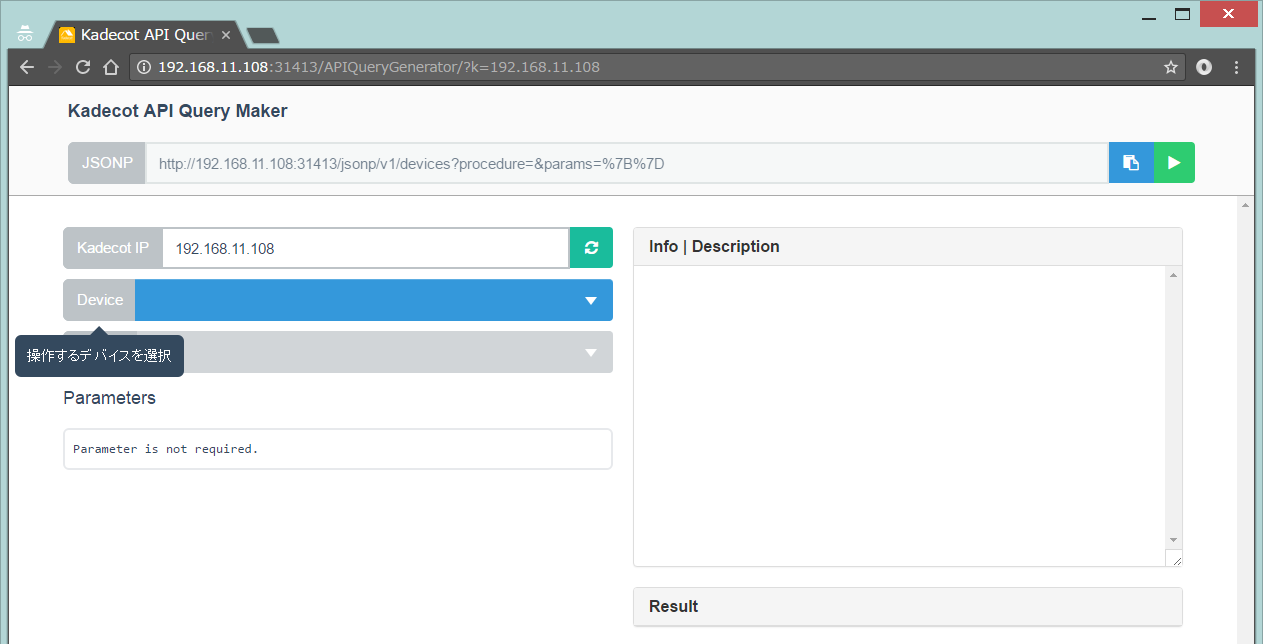 Kadecot API Quer
192.168.11.108:31413/APIQueryGenerator/?k=192.168.11.108
Kadecot API Query Maker
JSONP http://192.168.11.108:31413/jsonp/v1/devices?procedure=&params=%7B%7D
Kadecot IP 192.168.11.108
Info | Description
Device
操作するデバイスを選択
Parameters
Parameter is not required.
Result